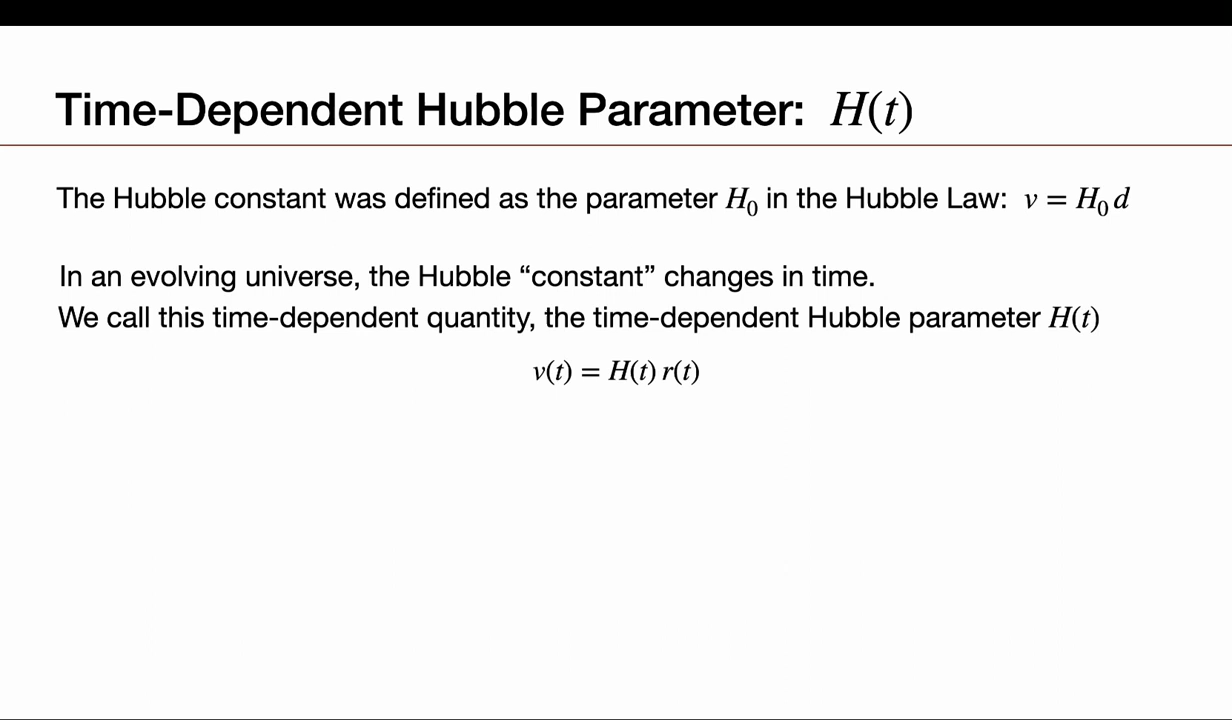 Time-Dependent Hubble Parameter: H(t)
The Hubble constant was defined as the parameter H₀ in the Hubble Law: v = H₀ d
In an evolving universe, the Hubble “constant” changes in time.
We call this time-dependent quantity, the time-dependent Hubble parameter H(t)
v(t) = H(t) r(t)